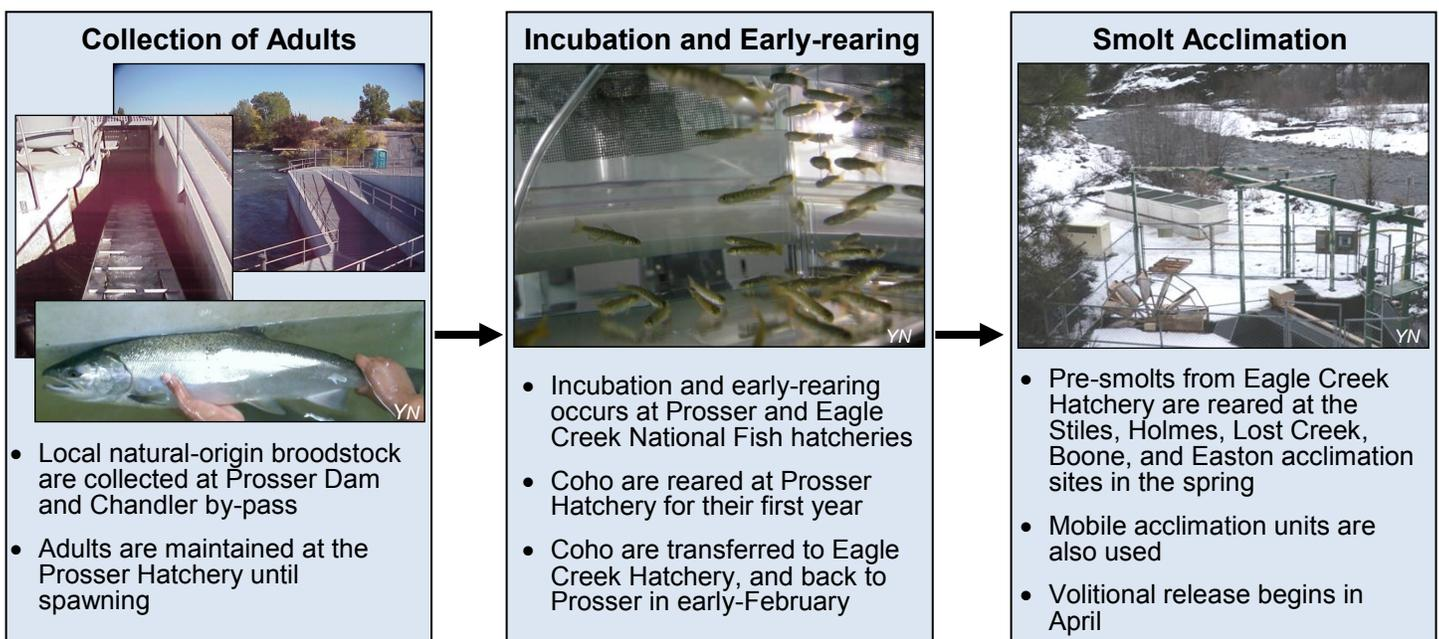 Collection of Adults
YN
• Local natural-origin broodstock
are collected at Prosser Dam
and Chandler by-pass
• Adults are maintained at the
Prosser Hatchery until
spawning
Incubation and Early-rearing
YN
• Incubation and early-rearing
occurs at Prosser and Eagle
Creek National Fish hatcheries
• Coho are reared at Prosser
Hatchery for their first year
• Coho are transferred to Eagle
Creek Hatchery, and back to
Prosser in early-February
Smolt Acclimation
YN
• Pre-smolts from Eagle Creek
Hatchery are reared at the
Stiles, Holmes, Lost Creek,
Boone, and Easton acclimation
sites in the spring
• Mobile acclimation units are
also used
• Volitional release begins in
April